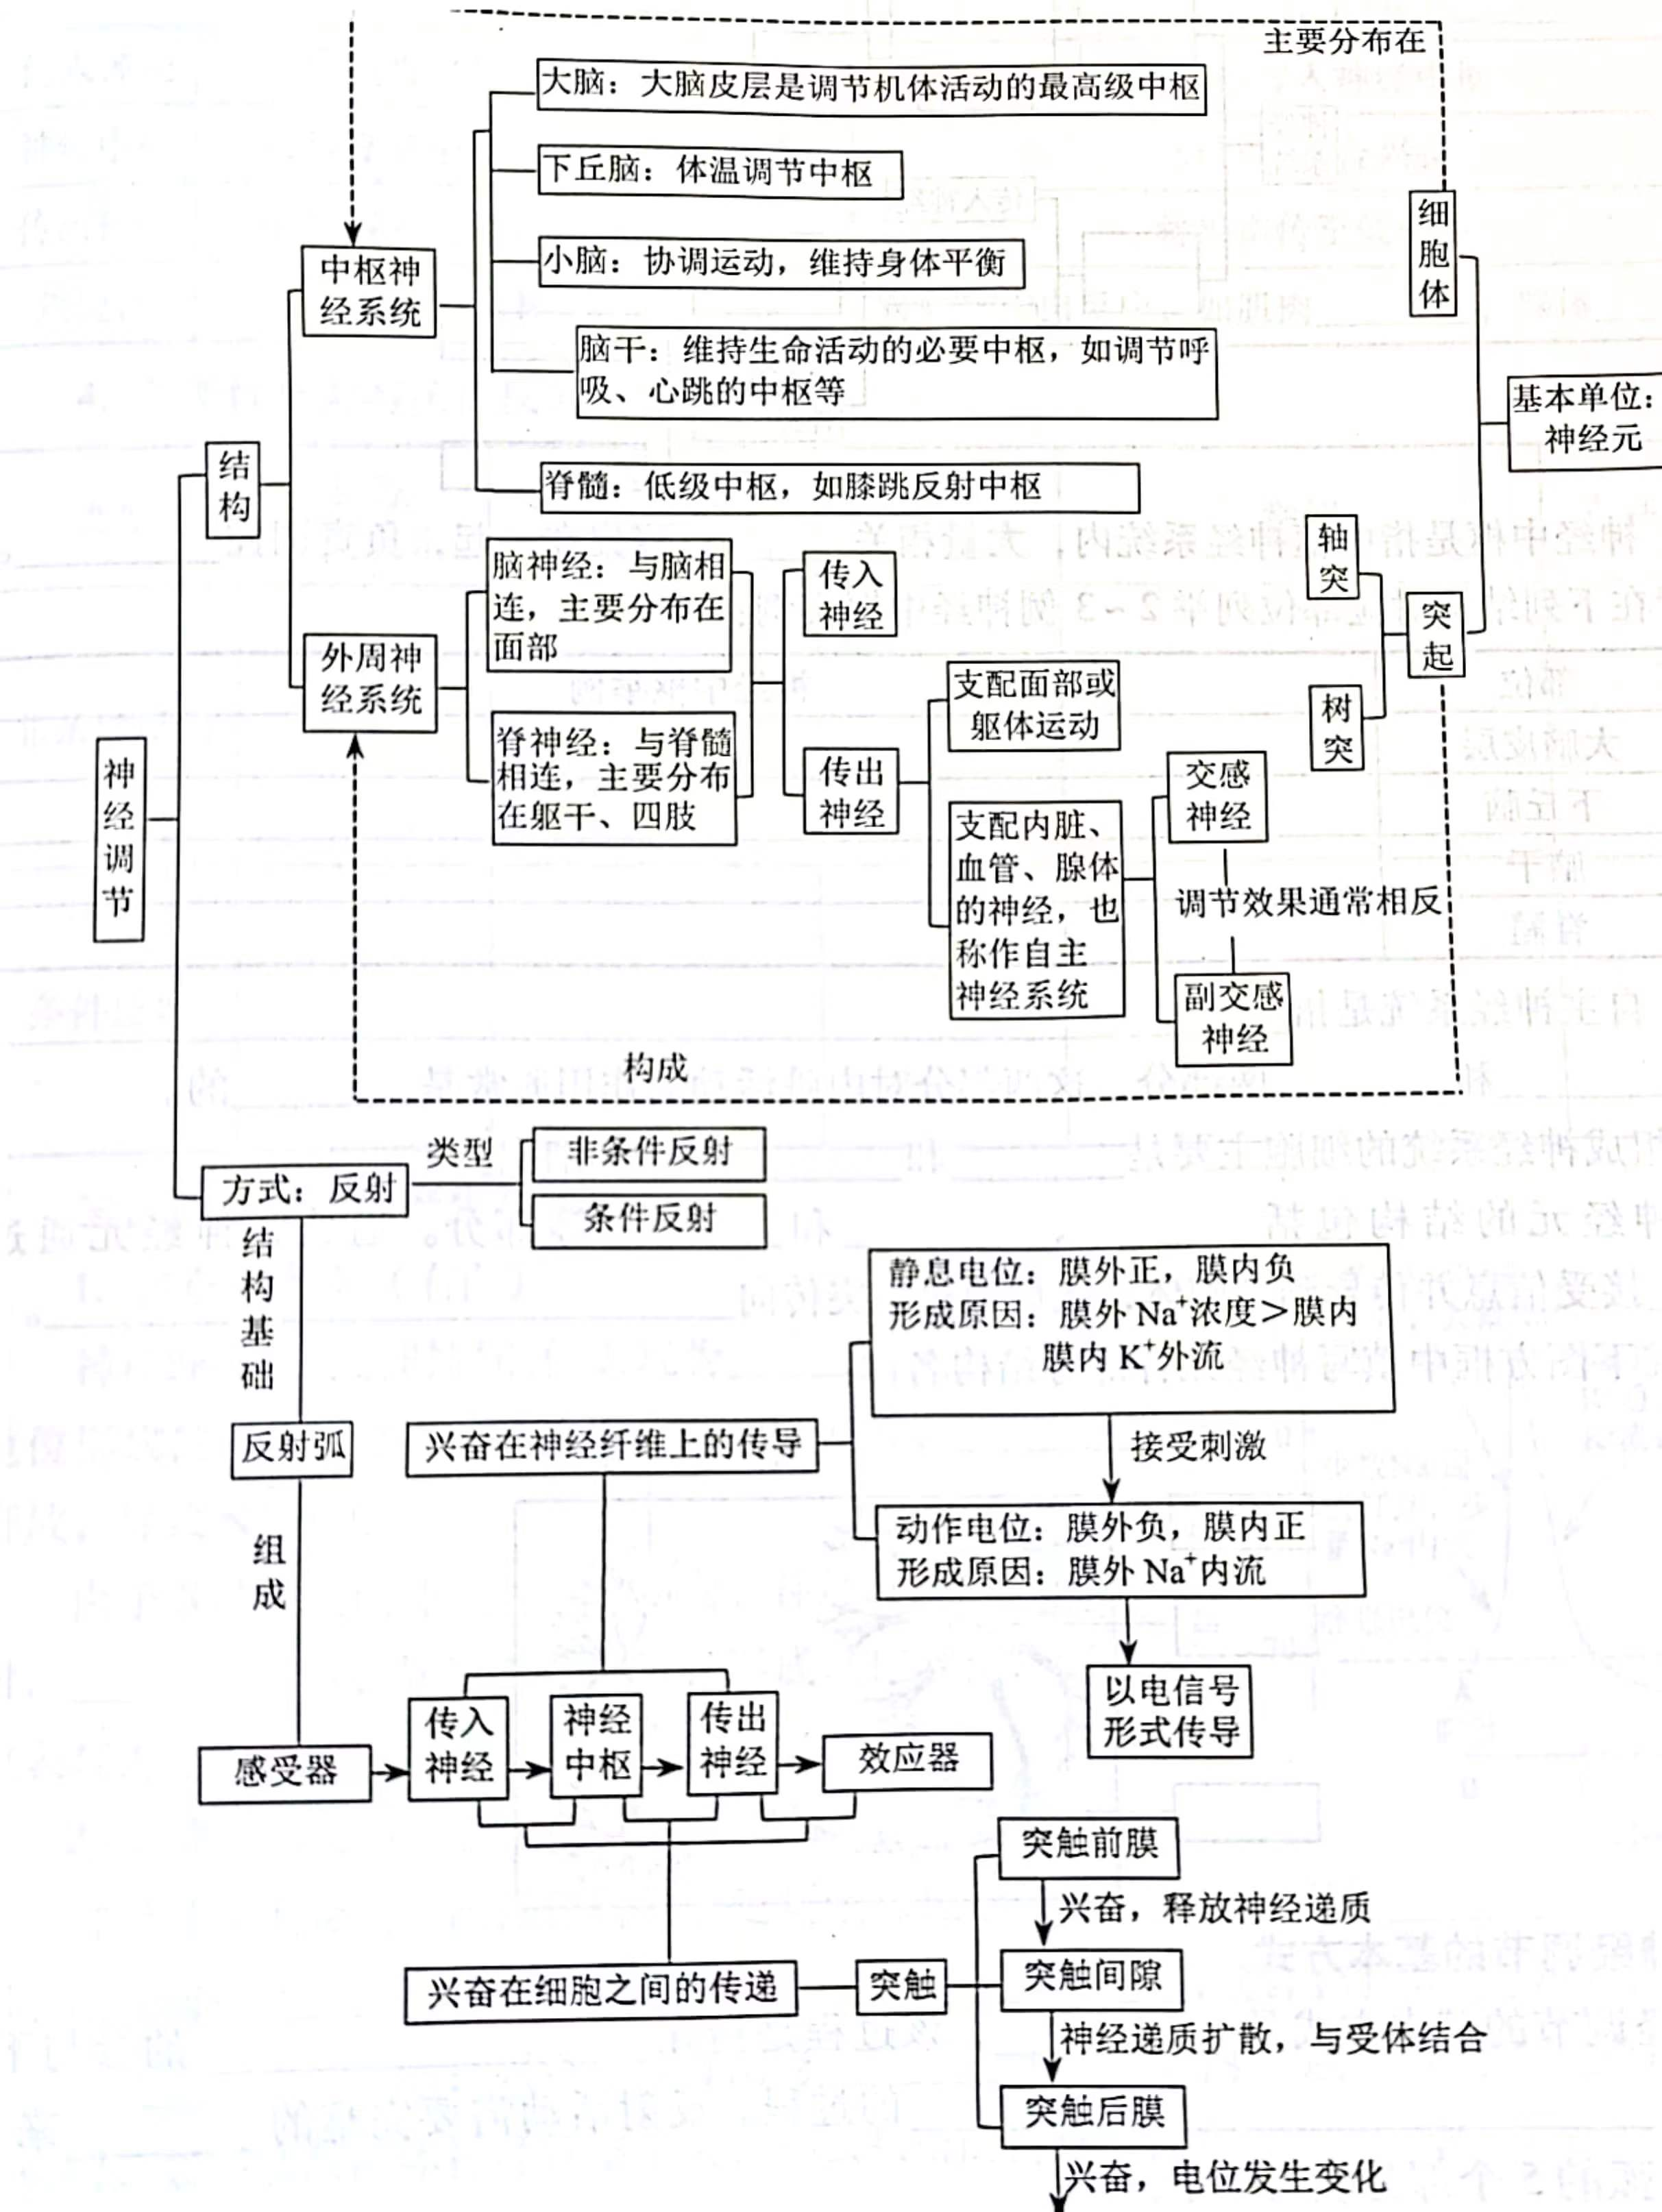 主要分布在
大脑：大脑皮层是调节机体活动的最高级中枢
下丘脑：体温调节中枢
小脑：协调运动，维持身体平衡
中枢神
经系统
脑干：维持生命活动的必要中枢，如调节呼
吸、心跳的中枢等
脊髓：低级中枢，如膝跳反射中枢
细
胞
体
基本单位：
神经元
结
构
轴
突
突
起
树
突
脑神经：与脑相
连，主要分布在
面部
外周神
经系统
脊神经：与脊髓
相连，主要分布
在躯干、四肢
传入
神经
传出
神经
支配面部或
躯体运动
支配内脏、
血管、腺体
的神经，也
称作自主
神经系统
交感
神经
调节效果通常相反
副交感
神经
神
经
调
节
构成
方式：反射
类型
非条件反射
条件反射
结
构
基
础
反射弧
组
成
兴奋在神经纤维上的传导
静息电位：膜外正，膜内负
形成原因：膜外Na⁺浓度＞膜内
膜内K⁺外流
接受刺激
动作电位：膜外负，膜内正
形成原因：膜外Na⁺内流
以电信号
形式传导
感受器
传入
神经
神经
中枢
传出
神经
效应器
兴奋在细胞之间的传递
突触
突触前膜
兴奋，释放神经递质
突触间隙
神经递质扩散，与受体结合
突触后膜
兴奋，电位发生变化